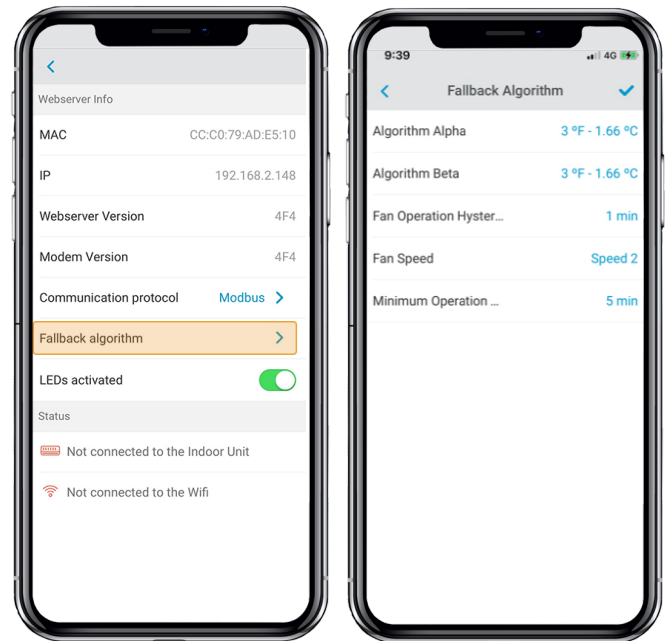 Webserver Info
MAC CC:C0:79:AD:E5:10
IP 192.168.2.148
Webserver Version 4F4
Modem Version 4F4
Communication protocol Modbus
Fallback algorithm
LEDs activated
Status
Not connected to the Indoor Unit
Not connected to the Wifi
9:39 4G
Fallback Algorithm
Algorithm Alpha 3 ºF - 1.66 ºC
Algorithm Beta 3 ºF - 1.66 ºC
Fan Operation Hyster... 1 min
Fan Speed Speed 2
Minimum Operation ... 5 min